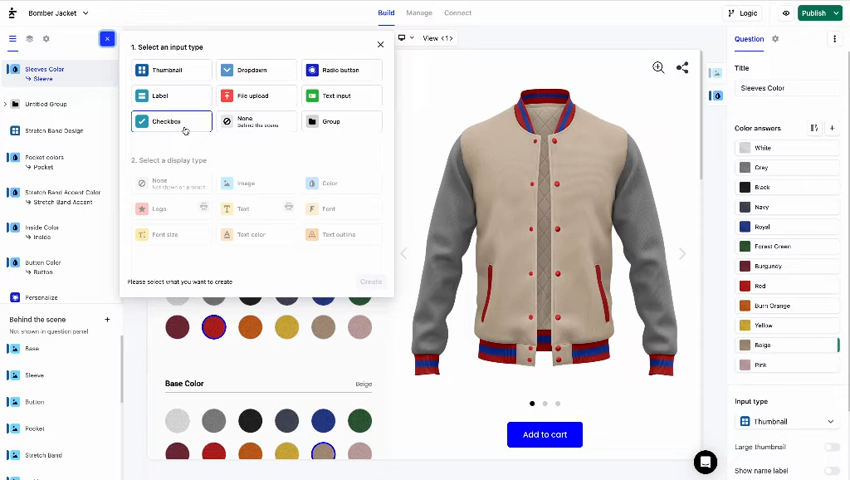 Bomber Jacket
Build
Manage
Connect
Logic
Publish
Sleeves Color
Sleeve
Untitled Group
Stretch Band Design
Pocket colors
Pocket
Stretch Band Accent Color
Stretch Band Accent
Inside Color
Inside
Button Color
Button
Personalize
Behind the scene
Not shown in question panel
Base
Sleeve
Button
Pocket
Stretch Band
1. Select an input type
Thumbnail
Dropdown
Radio button
Label
File upload
Text input
Checkbox
None
Behind the scene
Group
2. Select a display type
None
Not shown on product
Image
Color
Logo
Text
Font
Font size
Text color
Text outline
Please select what you want to create
Create
View <1>
Base Color
Beige
Add to cart
Question
Title
Sleeves Color
Color answers
White
Grey
Black
Navy
Royal
Forest Green
Burgundy
Red
Burn Orange
Yellow
Beige
Pink
Input type
Thumbnail
Large thumbnail
Show name label